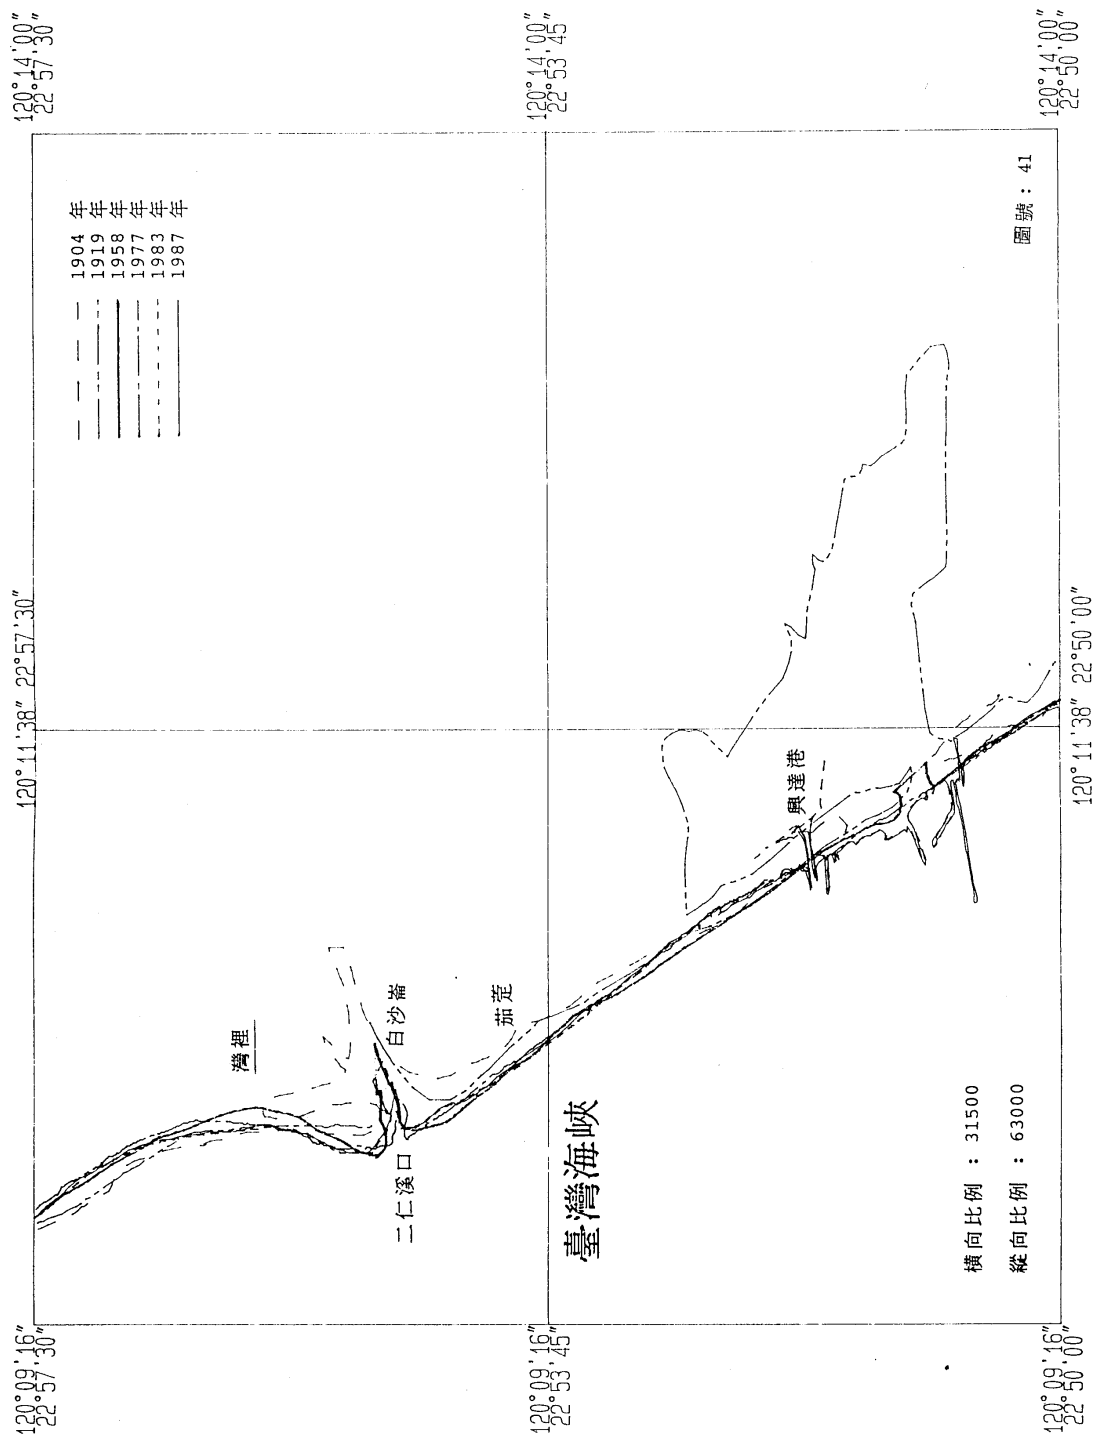 120°09'16" 22°57'30"
120°11'38" 22°57'30"
120°14'00" 22°57'30"
1904 年
1919 年
1958 年
1977 年
1983 年
1987 年
灣裡
白沙崙
二仁溪口
茄萣
120°09'16" 22°53'45"
120°14'00" 22°53'45"
臺灣海峽
興達港
橫向比例 : 31500
縱向比例 : 63000
圖號 : 41
120°09'16" 22°50'00"
120°11'38" 22°50'00"
120°14'00" 22°50'00"